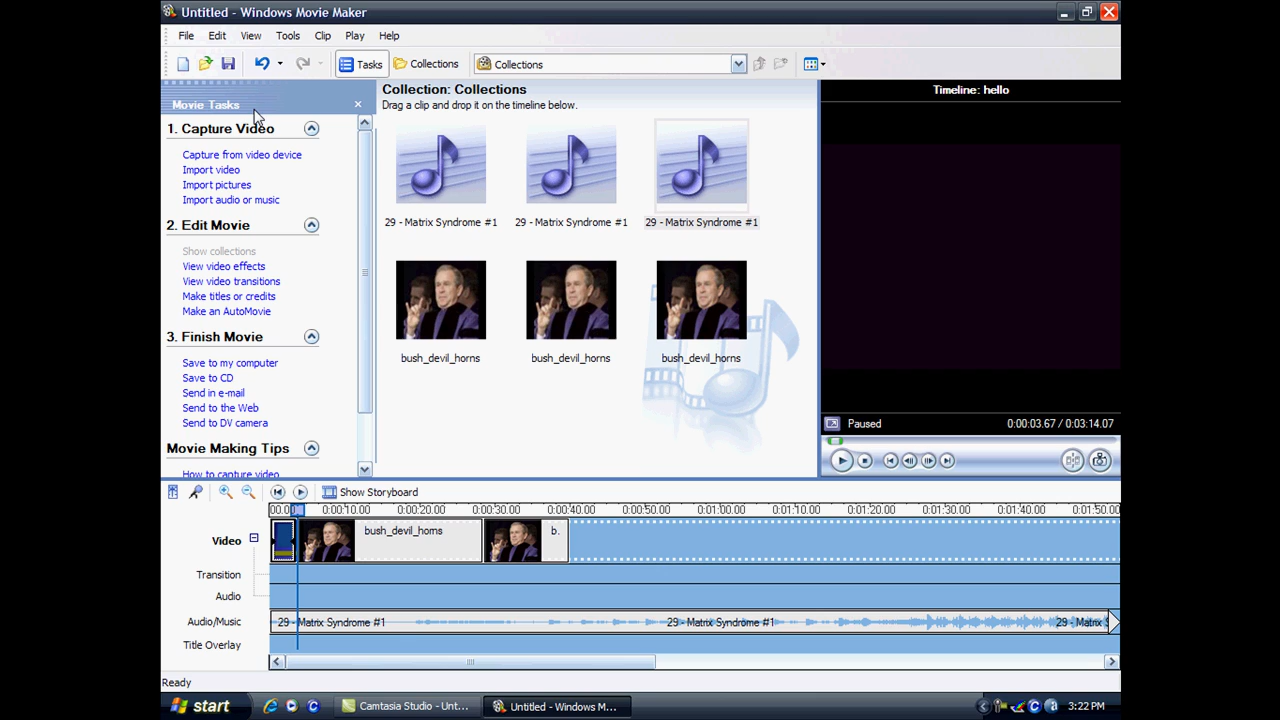 Untitled - Windows Movie Maker
File Edit View Tools Clip Play Help
Tasks Collections Collections
Movie Tasks
1. Capture Video
Capture from video device
Import video
Import pictures
Import audio or music
2. Edit Movie
Show collections
View video effects
View video transitions
Make titles or credits
Make an AutoMovie
3. Finish Movie
Save to my computer
Save to CD
Send in e-mail
Send to the Web
Send to DV camera
Movie Making Tips
How to capture video
Collection: Collections
Drag a clip and drop it on the timeline below.
29 - Matrix Syndrome #1 29 - Matrix Syndrome #1 29 - Matrix Syndrome #1
bush_devil_horns bush_devil_horns bush_devil_horns
Timeline: hello
Paused 0:00:03.67 / 0:03:14.07
Show Storyboard
00.0 0:00:10.00 0:00:20.00 0:00:30.00 0:00:40.00 0:00:50.00 0:01:00.00 0:01:10.00 0:01:20.00 0:01:30.00 0:01:40.00 0:01:50.00
Video bush_devil_horns b.
Transition
Audio
Audio/Music 29 - Matrix Syndrome #1 29 - Matrix Syndrome #1 29 - Matrix S
Title Overlay
Ready
start Camtasia Studio - Unt... Untitled - Windows M... 3:22 PM